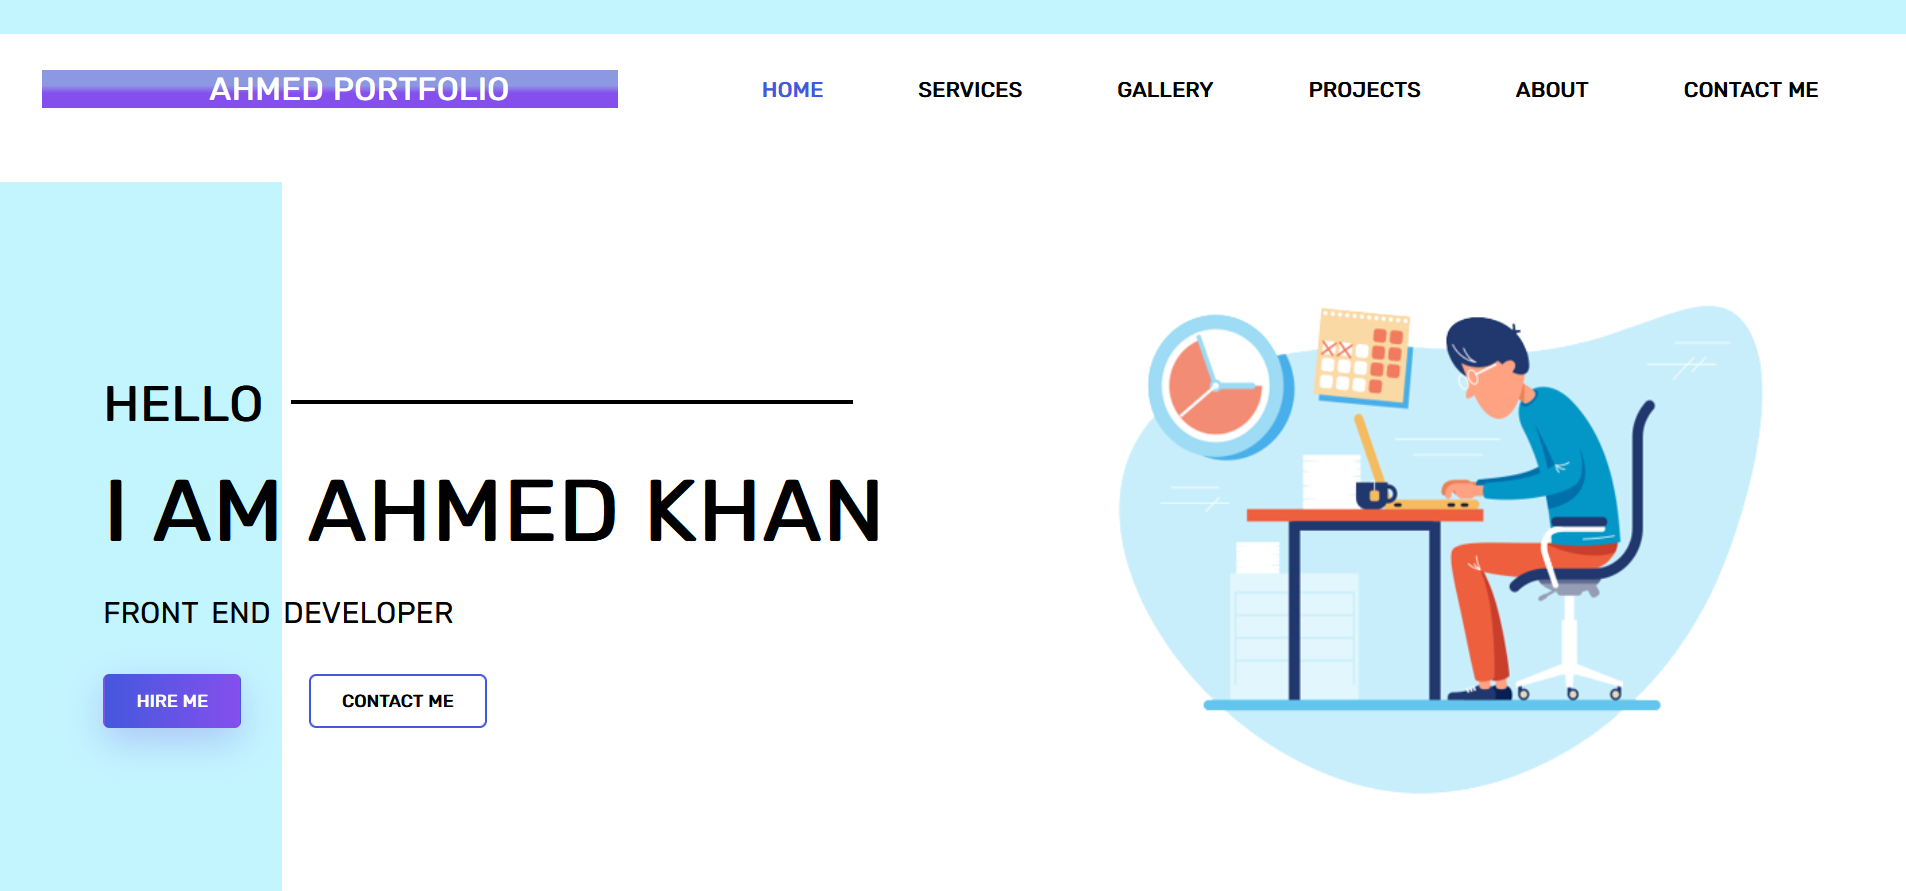 AHMED PORTFOLIO
HOME SERVICES GALLERY PROJECTS ABOUT CONTACT ME
HELLO
I AM AHMED KHAN
FRONT END DEVELOPER
HIRE ME CONTACT ME